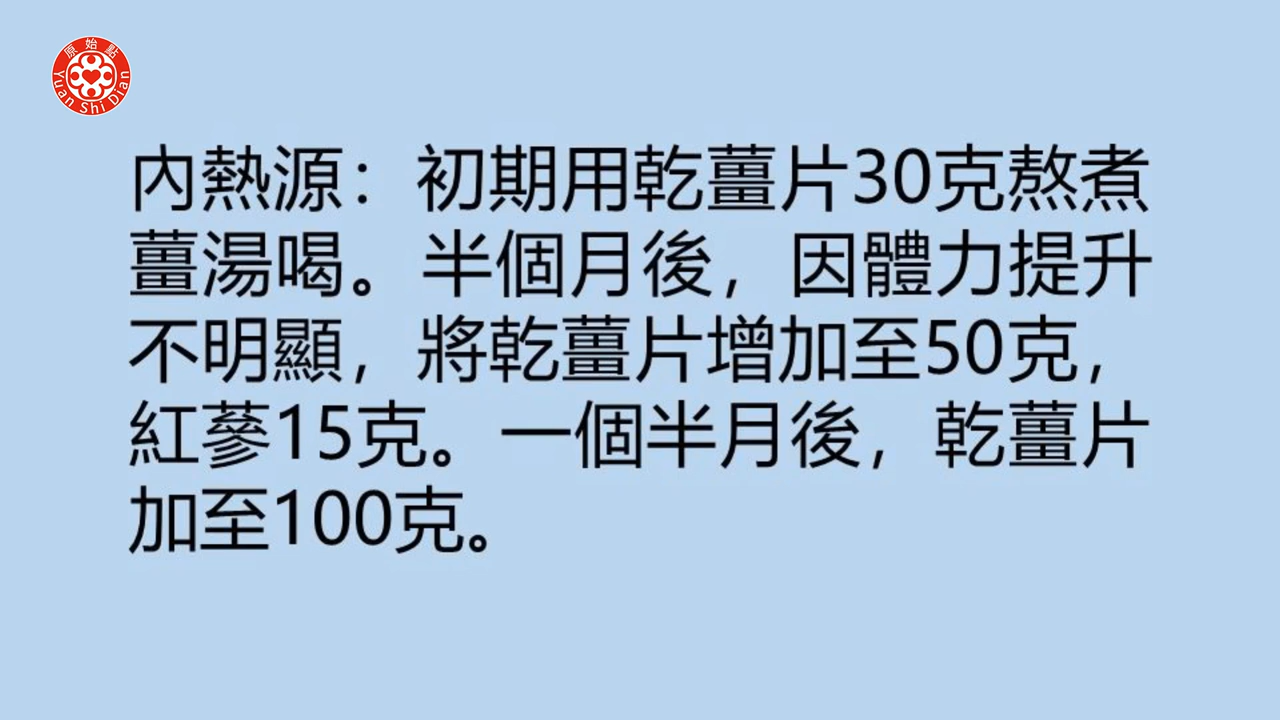 原始點
Yuan Shi Dian
內熱源：初期用乾薑片30克熬煮
薑湯喝。半個月後，因體力提升
不明顯，將乾薑片增加至50克，
紅蔘15克。一個半月後，乾薑片
加至100克。